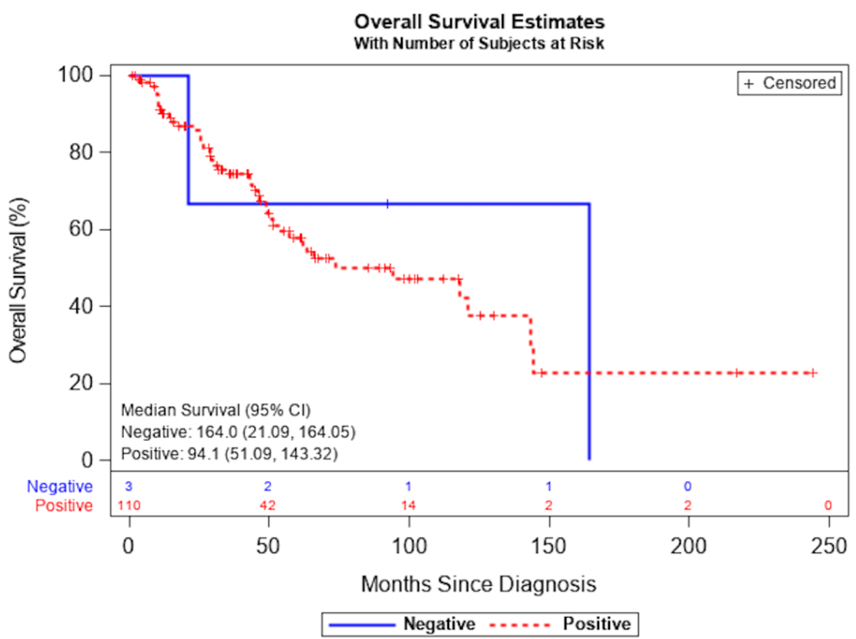 Overall Survival Estimates
With Number of Subjects at Risk
+ Censored
100
80
60
40
20
0
Overall Survival (%)
Median Survival (95% CI)
Negative: 164.0 (21.09, 164.05)
Positive: 94.1 (51.09, 143.32)
Negative 3 2 1 1 0
Positive 110 42 14 2 2 0
0 50 100 150 200 250
Months Since Diagnosis
Negative Positive